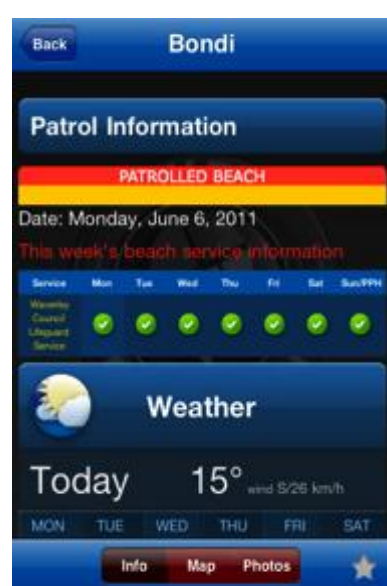 Back Bondi
Patrol Information
PATROLLED BEACH
Date: Monday, June 6, 2011
This week's beach service information
Service Mon Tue Wed Thu Fri Sat Sun/PPH
Waverley
Council
Lifeguard
Service
Weather
Today 15° wind S/26 km/h
MON TUE WED THU FRI SAT
Info Map Photos